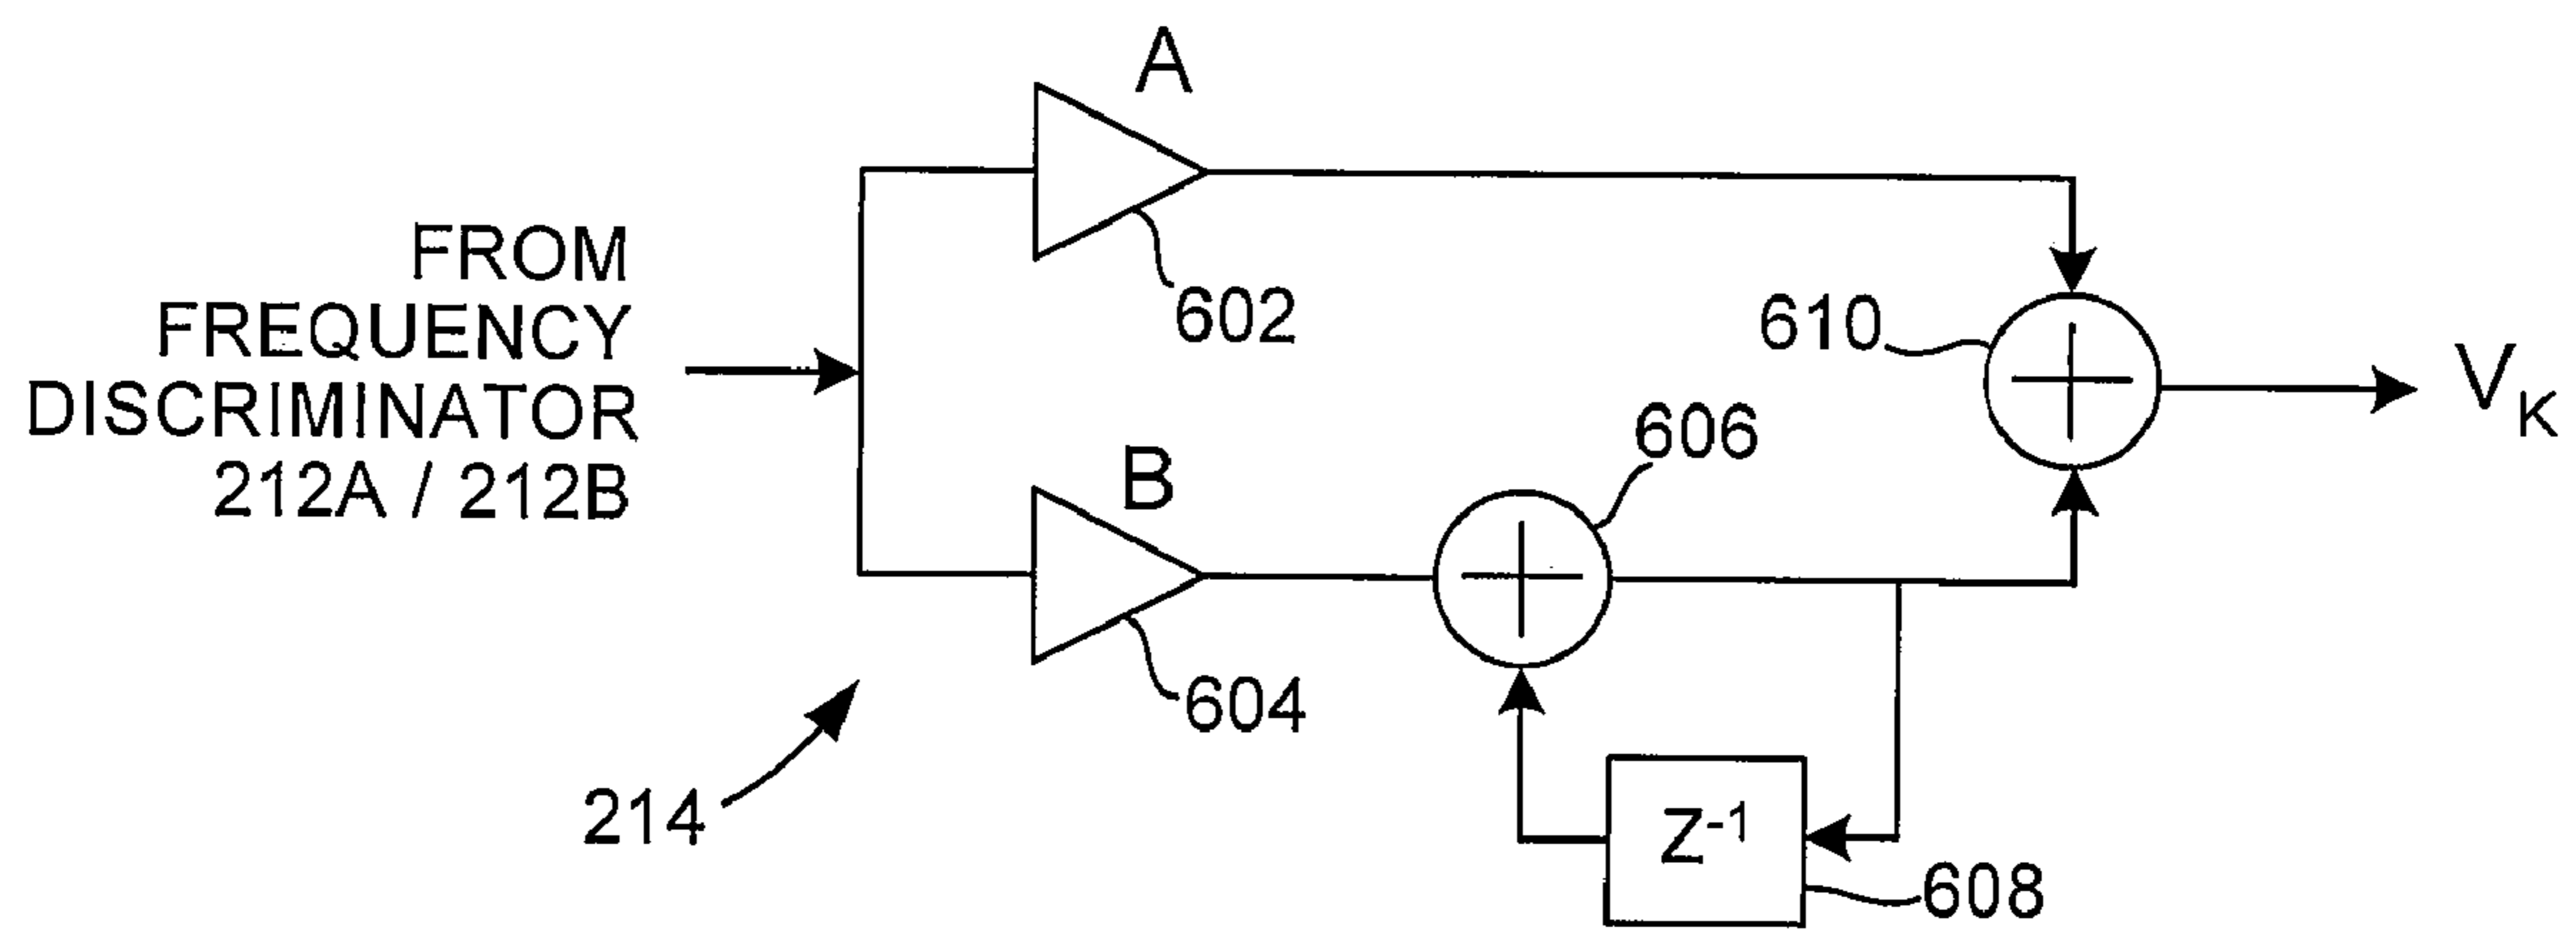 A
FROM
FREQUENCY
DISCRIMINATOR
212A / 212B
602
610
V_K
B
606
604
214
Z^-1
608